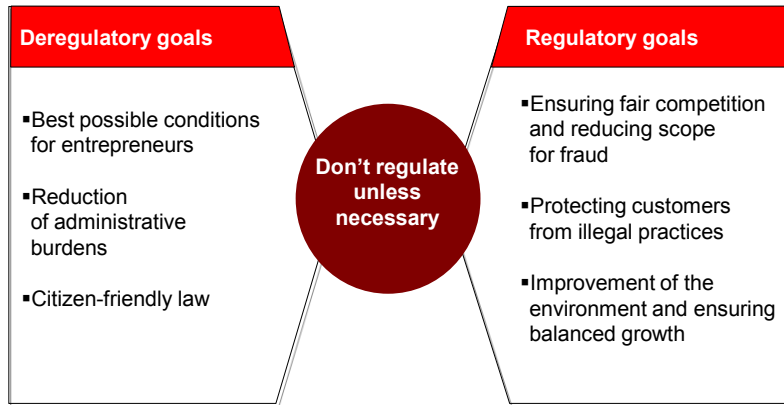 Deregulatory goals
▪Best possible conditions
for entrepreneurs
▪Reduction
of administrative
burdens
▪Citizen-friendly law
Don’t regulate
unless
necessary
Regulatory goals
▪Ensuring fair competition
and reducing scope
for fraud
▪Protecting customers
from illegal practices
▪Improvement of the
environment and ensuring
balanced growth